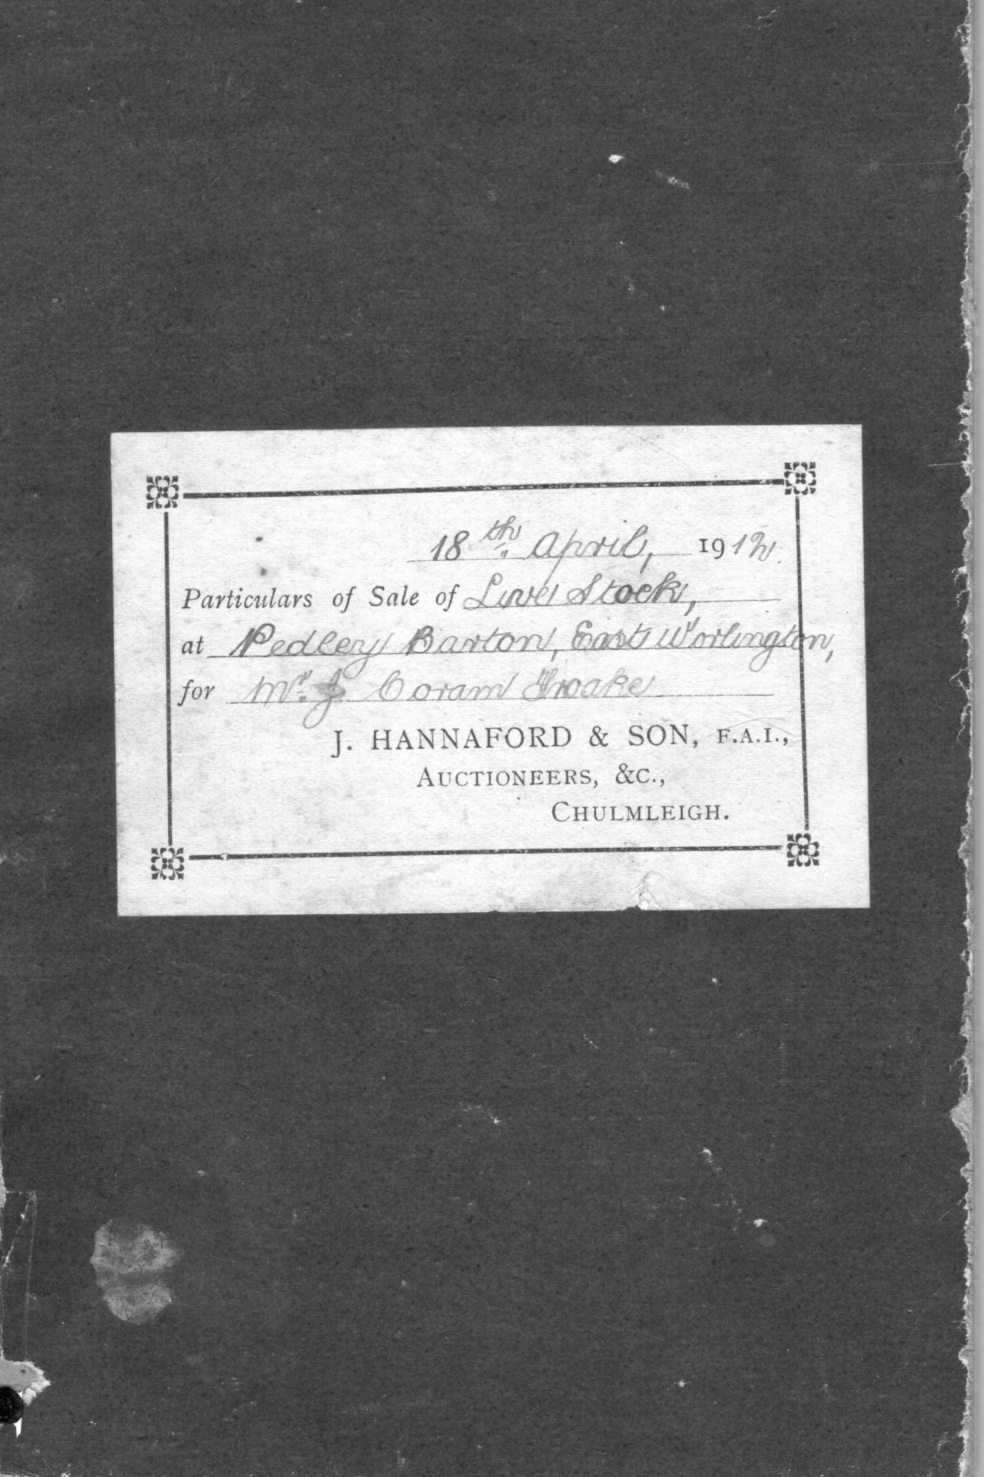 18th April, 1912.
Particulars of Sale of Live Stock,
at Pedley Barton, East Worlington,
for Mr. J. Coram
J. HANNAFORD & SON, F.A.I.,
AUCTIONEERS, &C.,
CHULMLEIGH.